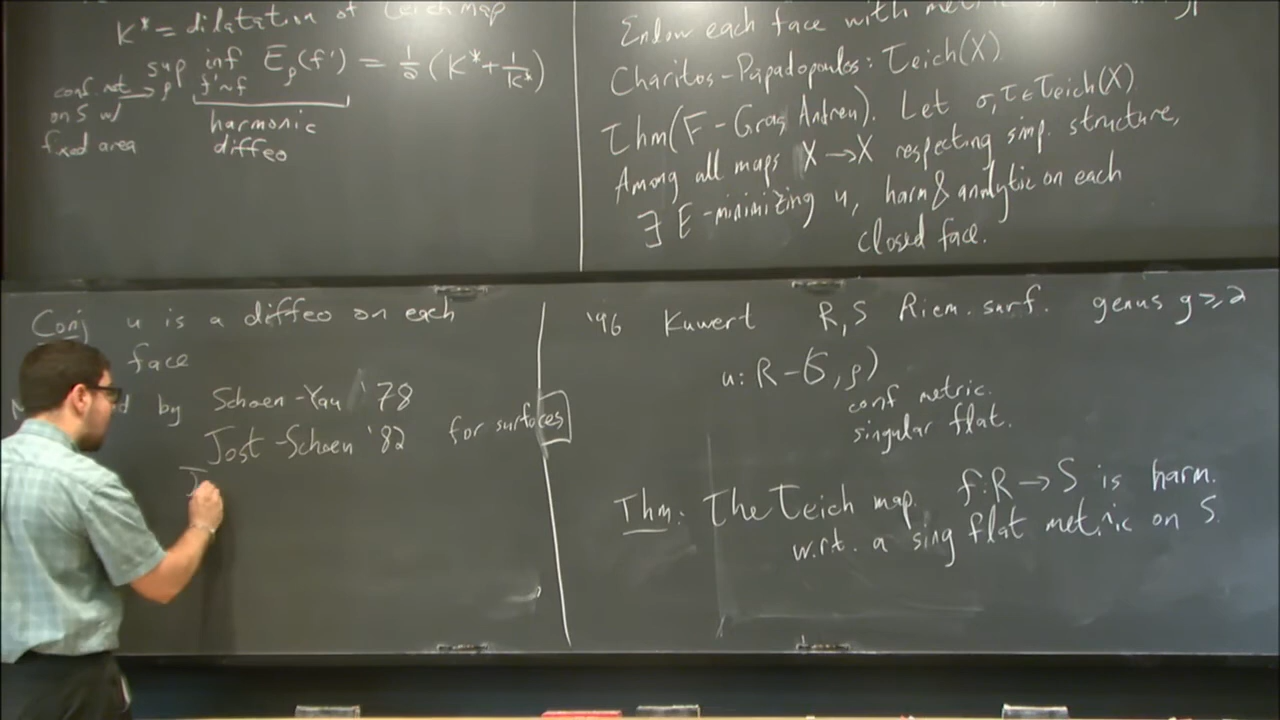 K* = dilatation of Teich map
sup inf E_ρ(f') = 1/2 (K* + 1/K*)
ρ f'~f
conf met
on S w/
fixed area
harmonic
diffeo
Endow each face with
Charitos-Papadopoulos: Teich(X)
Thm (F-Gras Andreu). Let σ, τ ∈ Teich(X)
Among all maps X → X respecting simp. structure,
∃ E-minimizing u, harm & analytic on each
closed face.
Conj u is a diffeo on each
face
by Schoen-Yau '78
Jost-Schoen '82 for surfaces
J
'96 Kuwert R,S Riem. surf. genus g ≥ 2
u: R - (S, ρ)
conf metric.
singular flat.
Thm: The Teich map. f: R → S is harm.
w.r.t. a sing flat metric on S.